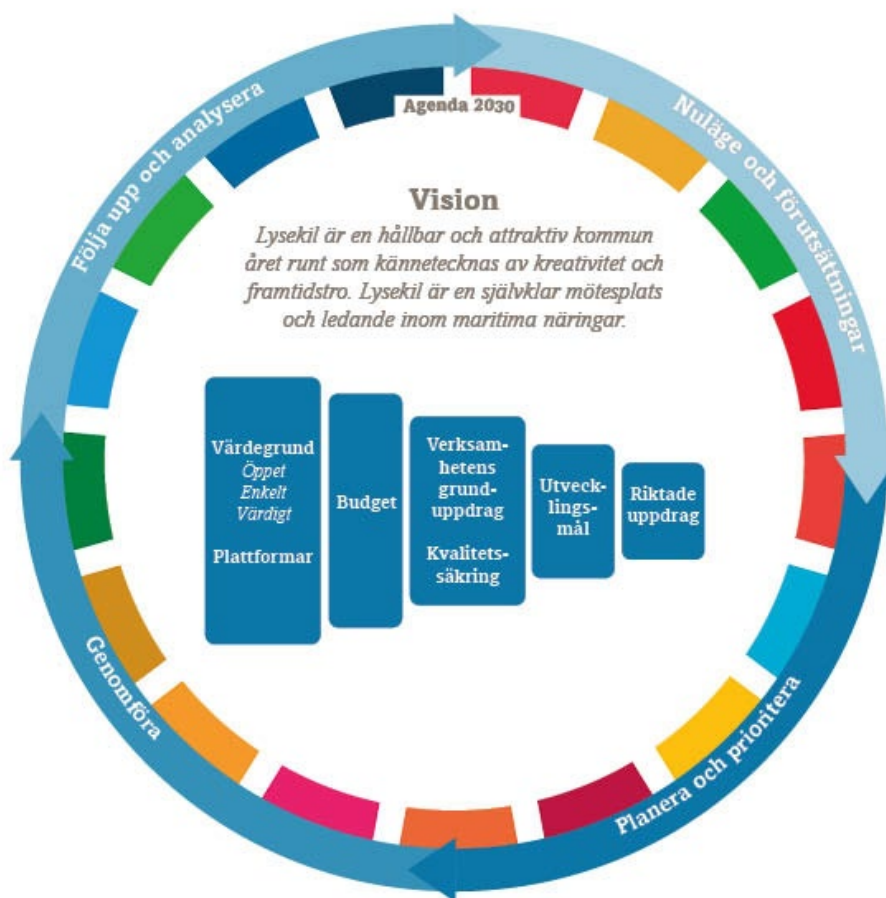 Följa upp och analysera
Nuläge och förutsättningar
Agenda 2030
Vision
Lysekil är en hållbar och attraktiv kommun
året runt som kännetecknas av kreativitet och
framtidstro. Lysekil är en självklar mötesplats
och ledande inom maritima näringar.
Värdegrund
Öppet
Enkelt
Värdigt
Plattformar
Budget
Verksam-
hetens
grund-
uppdrag
Kvalitets-
säkring
Utveck-
lings-
mål
Riktade
uppdrag
Genomföra
Planera och prioritera